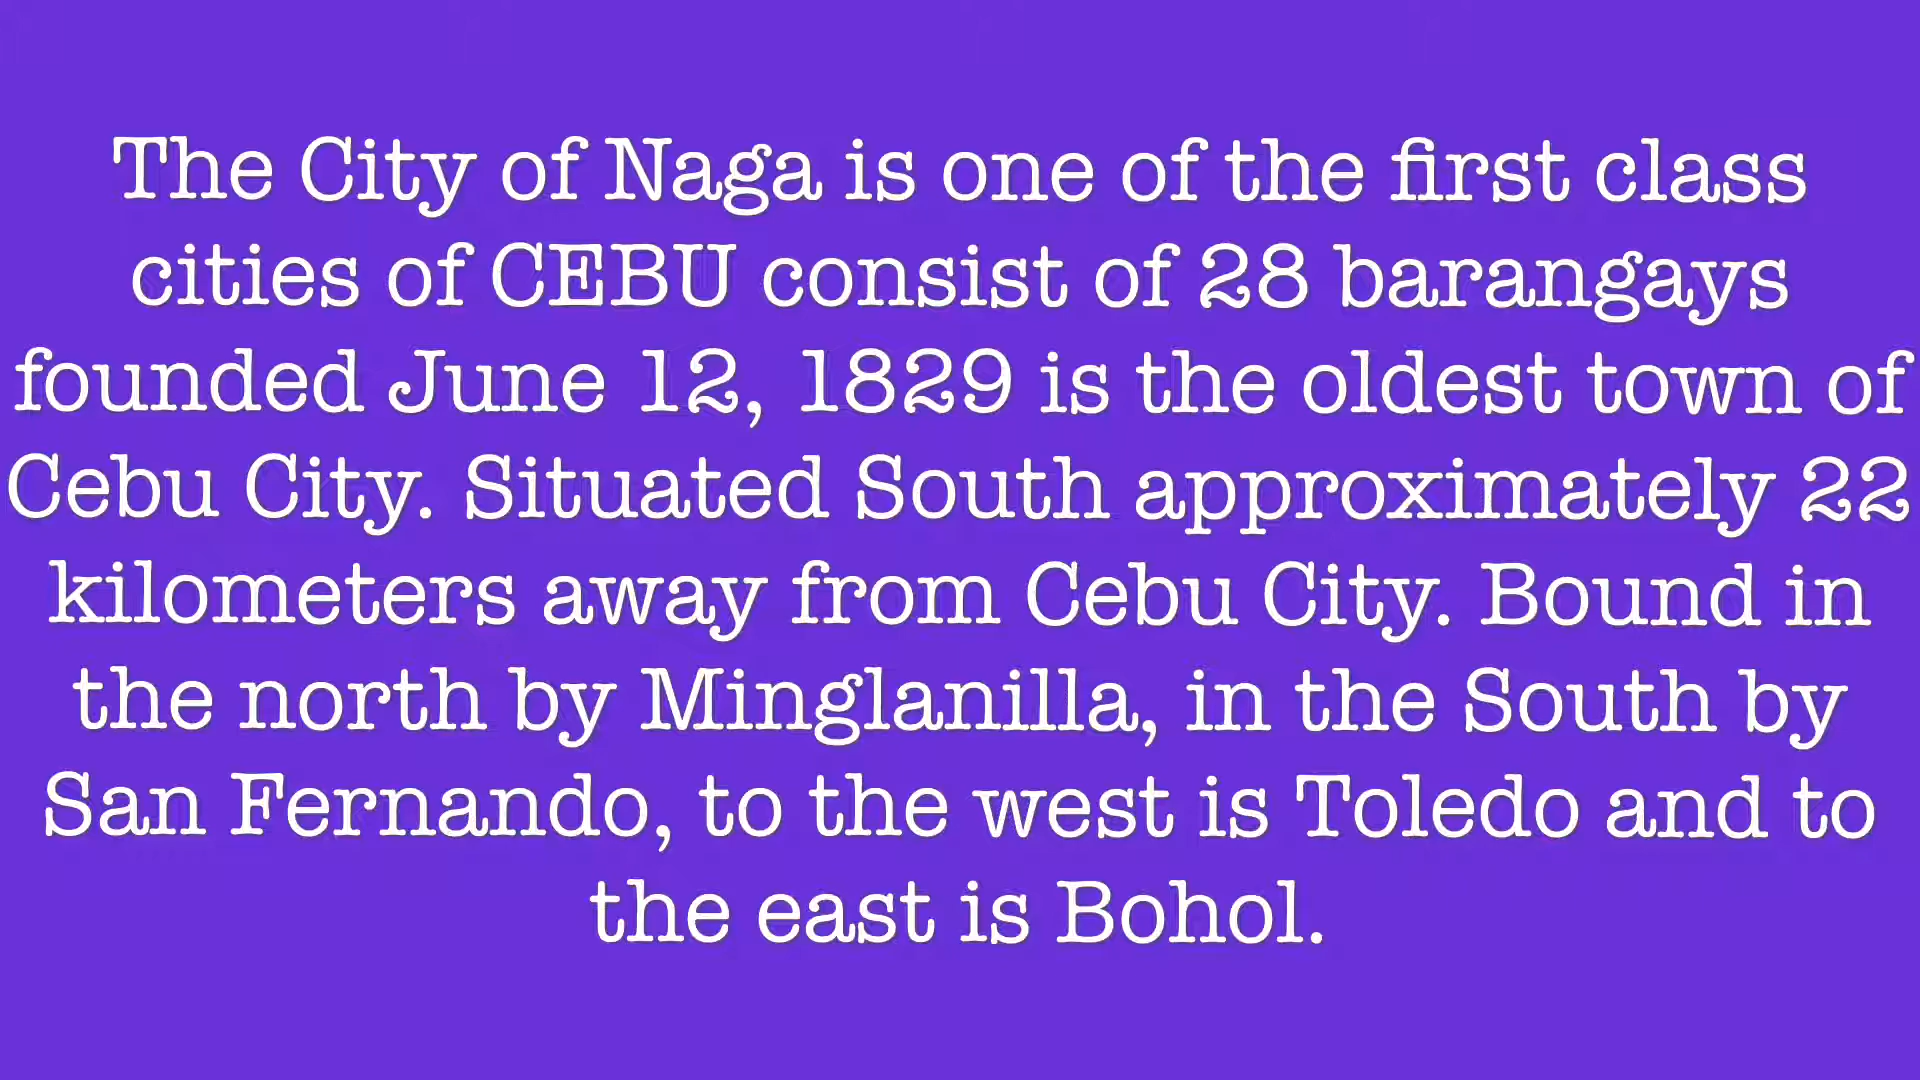 The City of Naga is one of the first class
cities of CEBU consist of 28 barangays
founded June 12, 1829 is the oldest town of
Cebu City. Situated South approximately 22
kilometers away from Cebu City. Bound in
the north by Minglanilla, in the South by
San Fernando, to the west is Toledo and to
the east is Bohol.